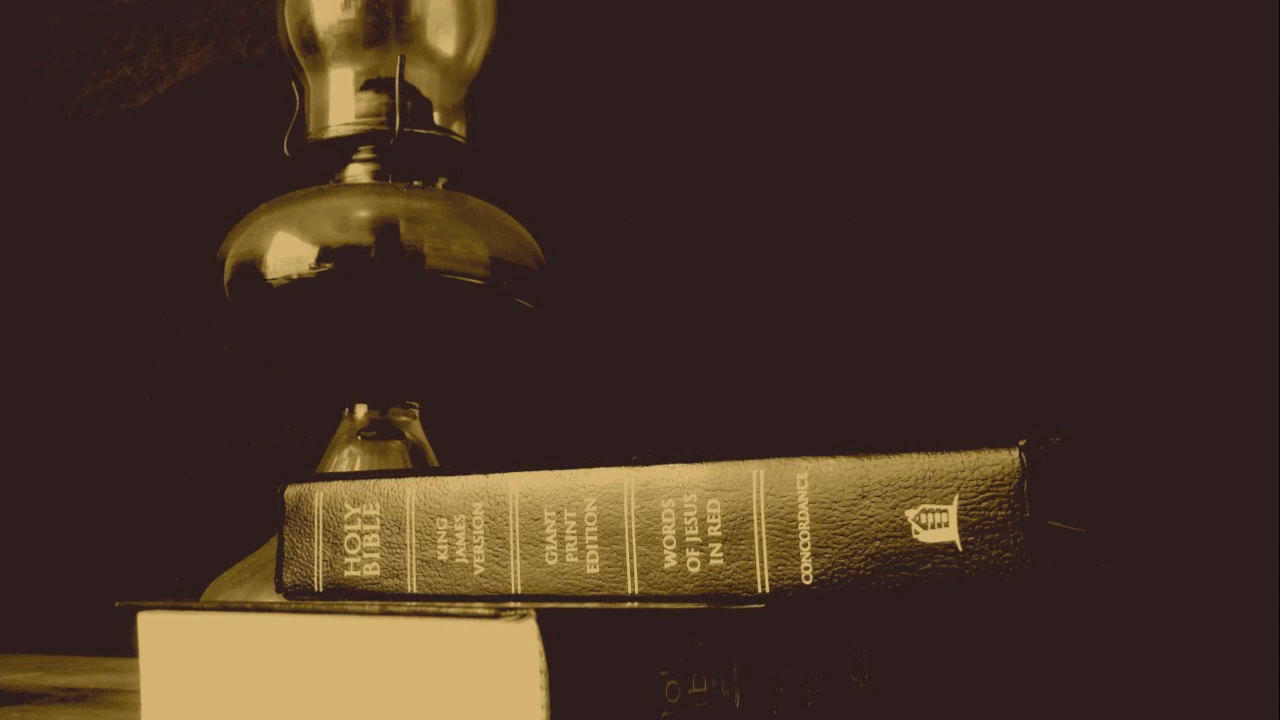 HOLY
BIBLE
KING
JAMES
VERSION
GIANT
PRINT
EDITION
WORDS
OF JESUS
IN RED
CONCORDANCE